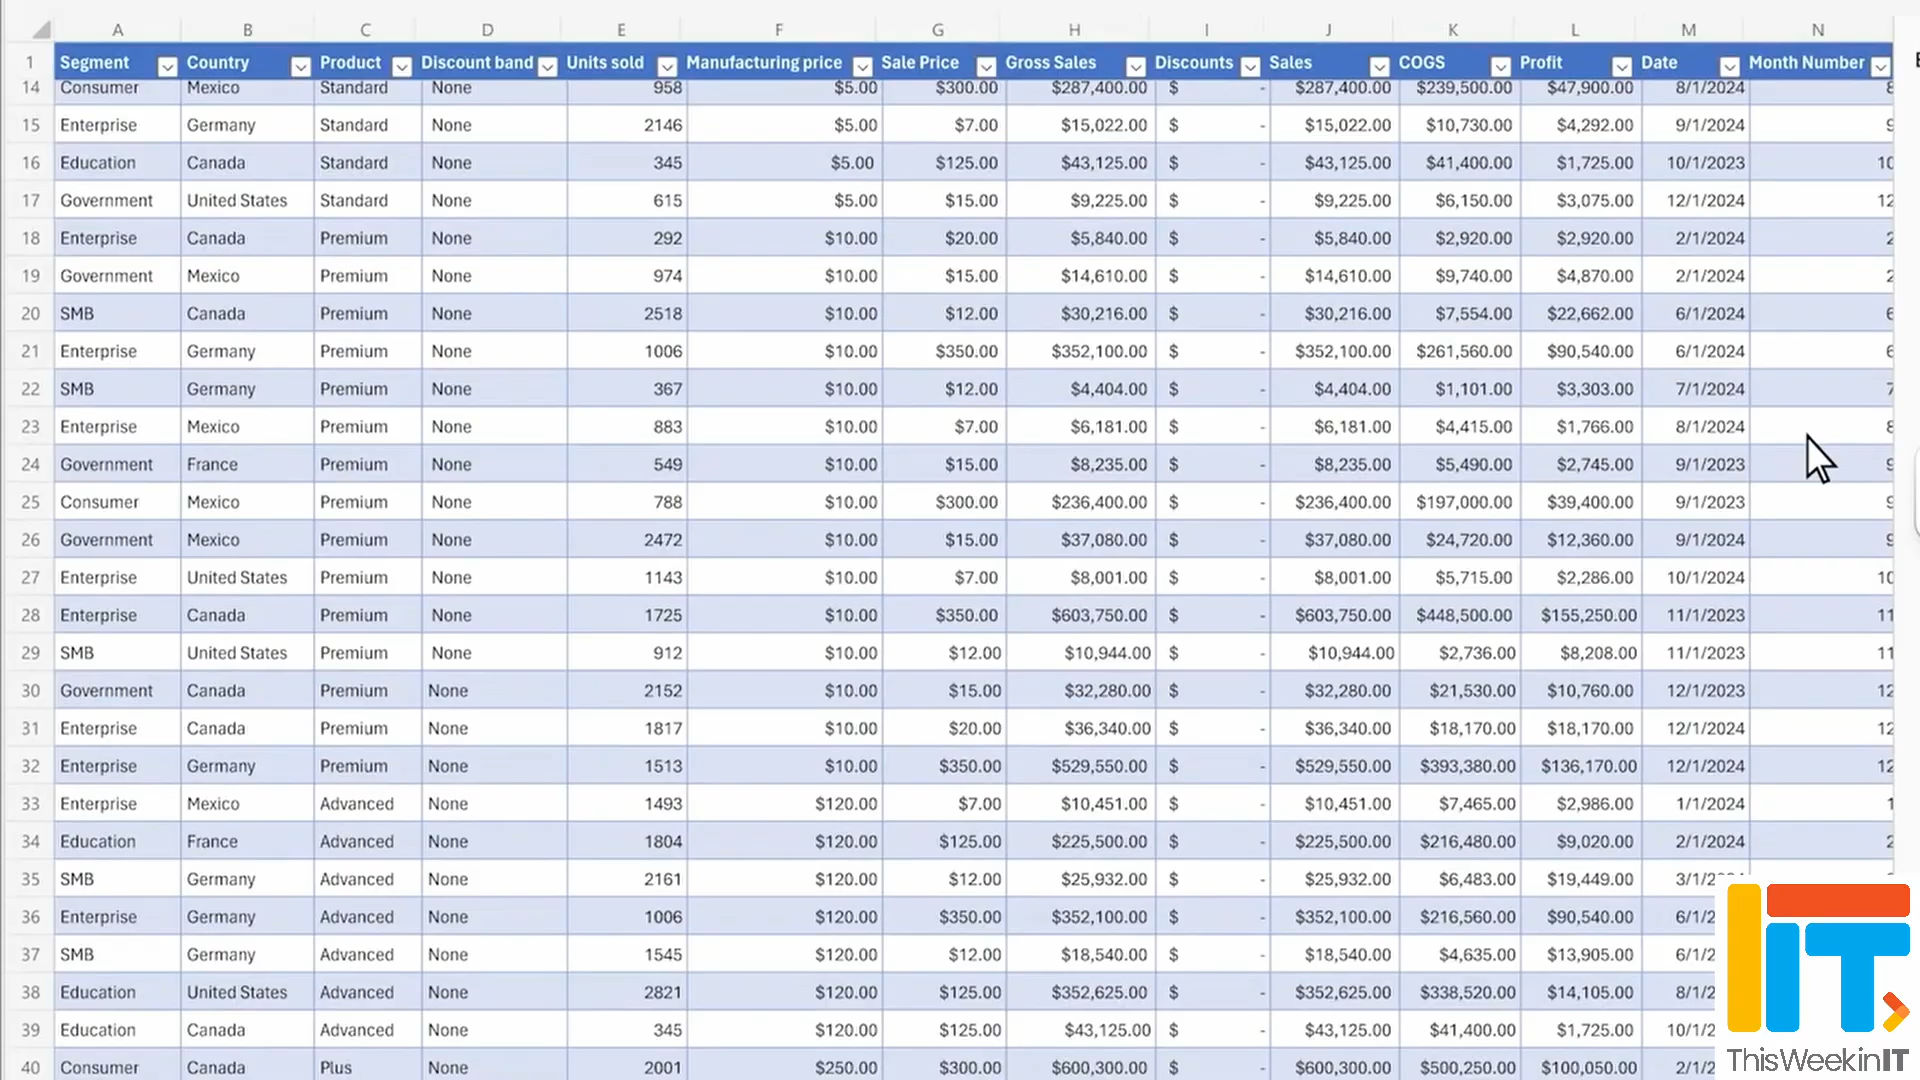 A B C D E F G H I J K L M N
1 Segment Country Product Discount band Units sold Manufacturing price Sale Price Gross Sales Discounts Sales COGS Profit Date Month Number
14 Consumer Mexico Standard None 958 $5.00 $300.00 $287,400.00 $ - $287,400.00 $239,500.00 $47,900.00 8/1/2024 8
15 Enterprise Germany Standard None 2146 $5.00 $7.00 $15,022.00 $ - $15,022.00 $10,730.00 $4,292.00 9/1/2024 9
16 Education Canada Standard None 345 $5.00 $125.00 $43,125.00 $ - $43,125.00 $41,400.00 $1,725.00 10/1/2023 10
17 Government United States Standard None 615 $5.00 $15.00 $9,225.00 $ - $9,225.00 $6,150.00 $3,075.00 12/1/2024 12
18 Enterprise Canada Premium None 292 $10.00 $20.00 $5,840.00 $ - $5,840.00 $2,920.00 $2,920.00 2/1/2024 2
19 Government Mexico Premium None 974 $10.00 $15.00 $14,610.00 $ - $14,610.00 $9,740.00 $4,870.00 2/1/2024 2
20 SMB Canada Premium None 2518 $10.00 $12.00 $30,216.00 $ - $30,216.00 $7,554.00 $22,662.00 6/1/2024 6
21 Enterprise Germany Premium None 1006 $10.00 $350.00 $352,100.00 $ - $352,100.00 $261,560.00 $90,540.00 6/1/2024 6
22 SMB Germany Premium None 367 $10.00 $12.00 $4,404.00 $ - $4,404.00 $1,101.00 $3,303.00 7/1/2024 7
23 Enterprise Mexico Premium None 883 $10.00 $7.00 $6,181.00 $ - $6,181.00 $4,415.00 $1,766.00 8/1/2024 8
24 Government France Premium None 549 $10.00 $15.00 $8,235.00 $ - $8,235.00 $5,490.00 $2,745.00 9/1/2023 9
25 Consumer Mexico Premium None 788 $10.00 $300.00 $236,400.00 $ - $236,400.00 $197,000.00 $39,400.00 9/1/2023 9
26 Government Mexico Premium None 2472 $10.00 $15.00 $37,080.00 $ - $37,080.00 $24,720.00 $12,360.00 9/1/2024 9
27 Enterprise United States Premium None 1143 $10.00 $7.00 $8,001.00 $ - $8,001.00 $5,715.00 $2,286.00 10/1/2024 10
28 Enterprise Canada Premium None 1725 $10.00 $350.00 $603,750.00 $ - $603,750.00 $448,500.00 $155,250.00 11/1/2023 11
29 SMB United States Premium None 912 $10.00 $12.00 $10,944.00 $ - $10,944.00 $2,736.00 $8,208.00 11/1/2023 11
30 Government Canada Premium None 2152 $10.00 $15.00 $32,280.00 $ - $32,280.00 $21,530.00 $10,760.00 12/1/2023 12
31 Enterprise Canada Premium None 1817 $10.00 $20.00 $36,340.00 $ - $36,340.00 $18,170.00 $18,170.00 12/1/2024 12
32 Enterprise Germany Premium None 1513 $10.00 $350.00 $529,550.00 $ - $529,550.00 $393,380.00 $136,170.00 12/1/2024 12
33 Enterprise Mexico Advanced None 1493 $120.00 $7.00 $10,451.00 $ - $10,451.00 $7,465.00 $2,986.00 1/1/2024 1
34 Education France Advanced None 1804 $120.00 $125.00 $225,500.00 $ - $225,500.00 $216,480.00 $9,020.00 2/1/2024 2
35 SMB Germany Advanced None 2161 $120.00 $12.00 $25,932.00 $ - $25,932.00 $6,483.00 $19,449.00
36 Enterprise Germany Advanced None 1006 $120.00 $350.00 $352,100.00 $ - $352,100.00 $216,560.00 $90,540.00 6/1/2
37 SMB Germany Advanced None 1545 $120.00 $12.00 $18,540.00 $ - $18,540.00 $4,635.00 $13,905.00 6/1/2
38 Education United States Advanced None 2821 $120.00 $125.00 $352,625.00 $ - $352,625.00 $338,520.00 $14,105.00 8/1/2
39 Education Canada Advanced None 345 $120.00 $125.00 $43,125.00 $ - $43,125.00 $41,400.00 $1,725.00 10/1/2
40 Consumer Canada Plus None 2001 $250.00 $300.00 $600,300.00 $ - $600,300.00 $500,250.00 $100,050.00 2/1/2
IT
ThisWeekinIT